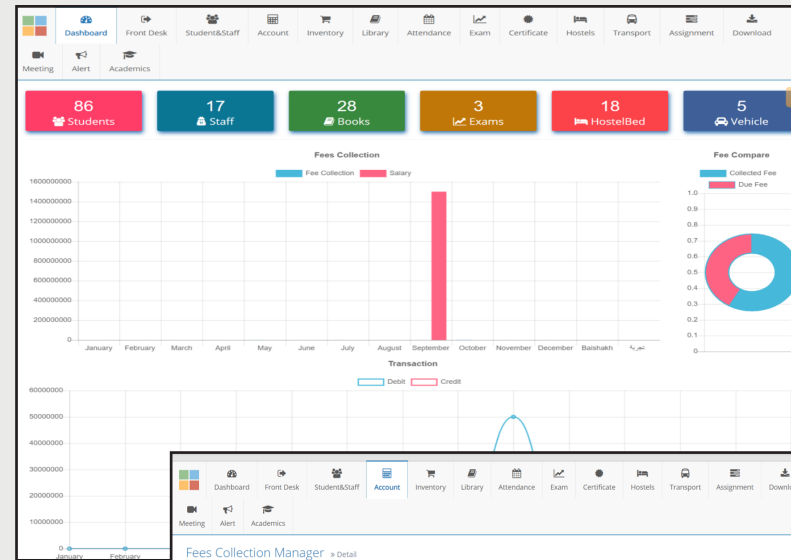 Dashboard Front Desk Student&Staff Account Inventory Library Attendance Exam Certificate Hostels Transport Assignment Download
Meeting Alert Academics
86 17 28 3 18 5
Students Staff Books Exams HostelBed Vehicle
Fees Collection
Fee Collection Salary
1600000000
1400000000
1200000000
1000000000
800000000
600000000
400000000
200000000
0
January February March April May June July August September October November December Baishakh تجربة
Fee Compare
Collected Fee
Due Fee
1.0
0.9
0.8
0.7
0.6
0.5
0.4
0.3
0.2
0.1
0
Transaction
Debit Credit
60000000
50000000
40000000
30000000
20000000
10000000
0
January February
Dashboard Front Desk Student&Staff Account Inventory Library Attendance Exam Certificate Hostels Transport Assignment Downlo
Meeting Alert Academics
Fees Collection Manager » Detail